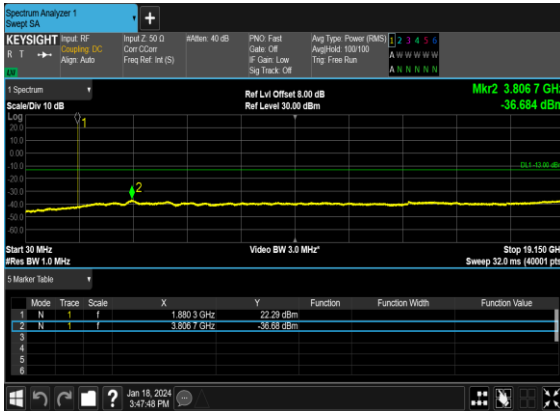 Spectrum Analyzer 1
Swept SA
+
KEYSIGHT Input: RF Input Z: 50 Ω #Atten: 40 dB PNO: Fast Avg Type: Power (RMS) 1 2 3 4 5 6
R T Coupling: DC Corr CCorr Gate: Off Avg|Hold: 100/100 A W W W W W
Align: Auto Freq Ref: Int (S) IF Gain: Low Trig: Free Run
Sig Track: Off A N N N N N
1 Spectrum Ref Lvl Offset 8.00 dB Mkr2 3.806 7 GHz
Scale/Div 10 dB Ref Level 30.00 dBm -36.684 dBm
Log
1
20.0
10.0
0.00
-10.0
DL1 -13.00 dBm
-20.0
-30.0
2
-40.0
-50.0
-60.0
Start 30 MHz Video BW 3.0 MHz* Stop 19.150 GH
#Res BW 1.0 MHz Sweep 32.0 ms (40001 pts
5 Marker Table
Mode Trace Scale X Y Function Function Width Function Value
1 N 1 f 1.880 3 GHz 22.29 dBm
2 N 1 f 3.806 7 GHz -36.68 dBm
3
4
5
6
? Jan 18, 2024
3:47:48 PM